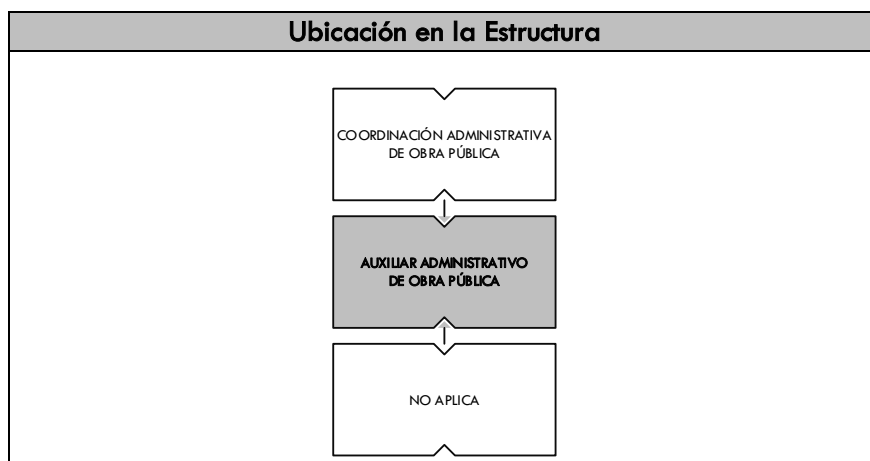 Ubicación en la Estructura
COORDINACIÓN ADMINISTRATIVA
DE OBRA PÚBLICA
AUXILIAR ADMINISTRATIVO
DE OBRA PÚBLICA
NO APLICA